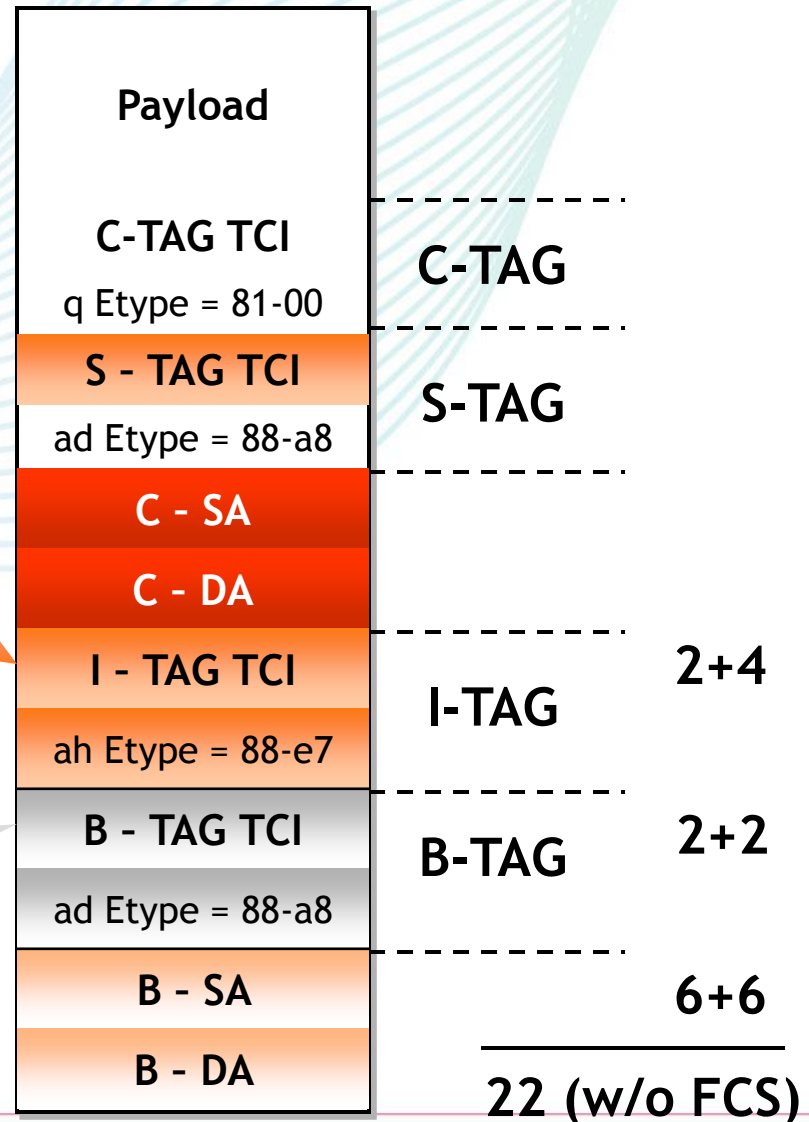 Payload
C-TAG TCI
C-TAG
q Etype = 81-00
S – TAG TCI
S-TAG
ad Etype = 88-a8
C – SA
C – DA
I – TAG TCI
2+4
I-TAG
ah Etype = 88-e7
B – TAG TCI
2+2
B-TAG
ad Etype = 88-a8
B – SA
6+6
B – DA
22 (w/o FCS)